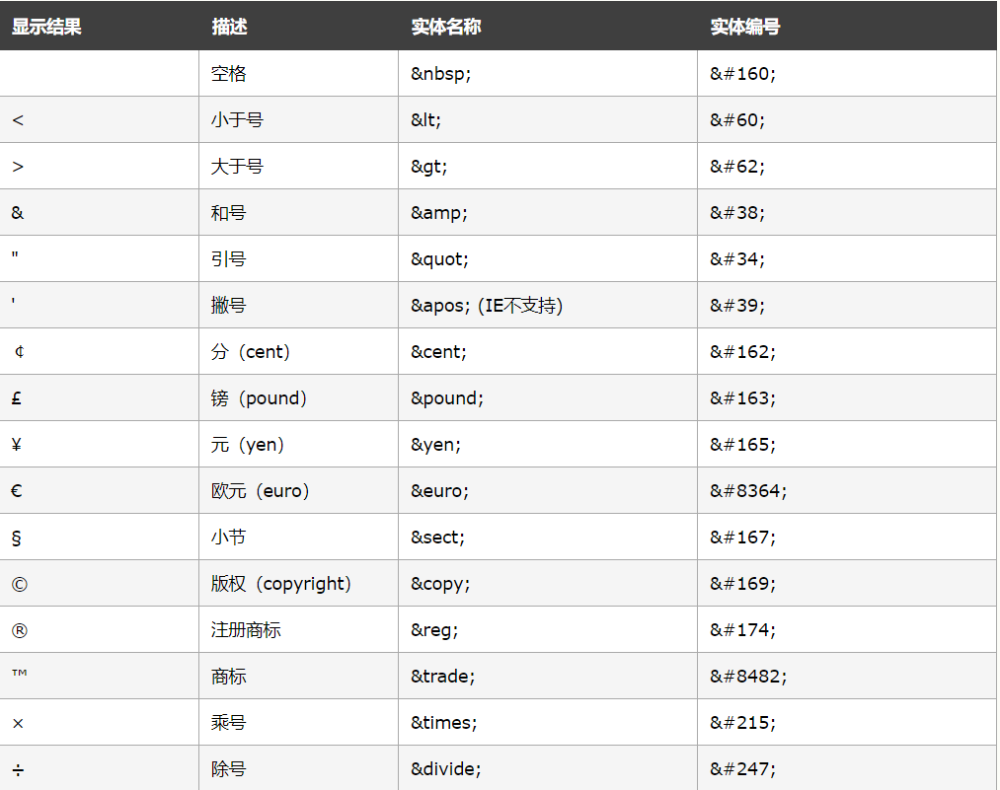 显示结果 描述 实体名称 实体编号
空格 &nbsp; &#160;
< 小于号 &lt; &#60;
> 大于号 &gt; &#62;
& 和号 &amp; &#38;
" 引号 &quot; &#34;
' 撇号 &apos; (IE不支持) &#39;
¢ 分（cent） &cent; &#162;
£ 镑（pound） &pound; &#163;
¥ 元（yen） &yen; &#165;
€ 欧元（euro） &euro; &#8364;
§ 小节 &sect; &#167;
© 版权（copyright） &copy; &#169;
® 注册商标 &reg; &#174;
™ 商标 &trade; &#8482;
× 乘号 &times; &#215;
÷ 除号 &divide; &#247;